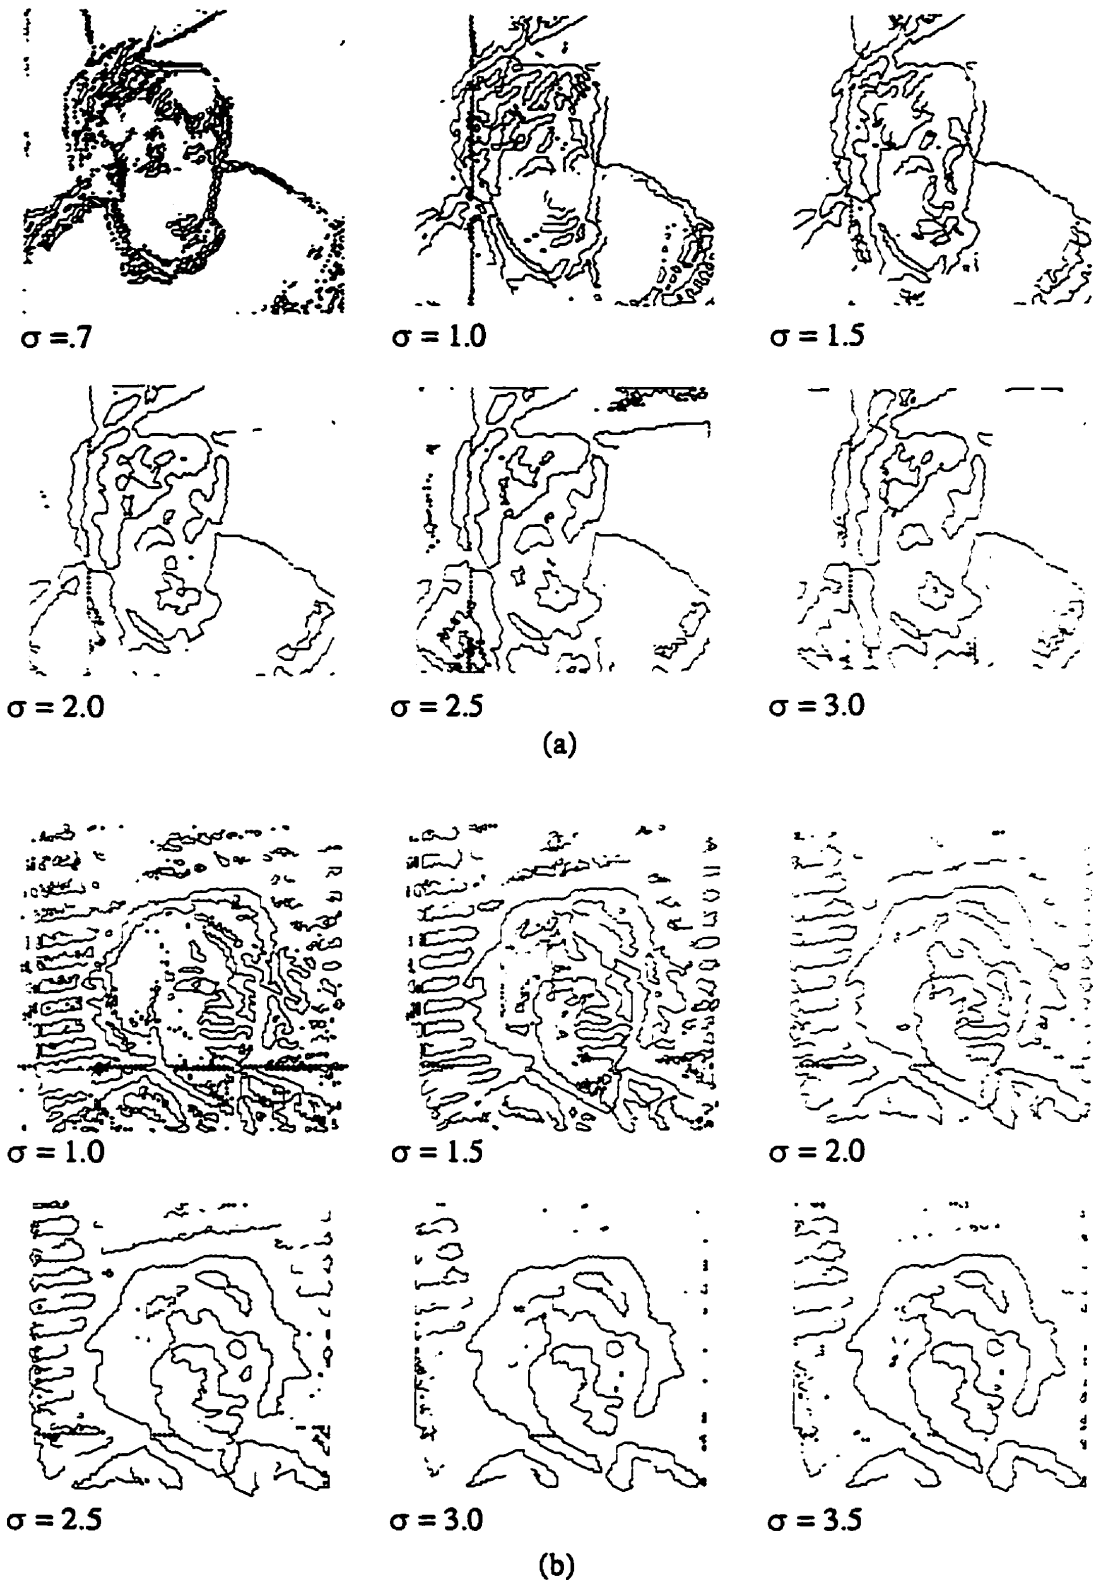 σ =.7 σ = 1.0 σ = 1.5
σ = 2.0 σ = 2.5 σ = 3.0
(a)
σ = 1.0 σ = 1.5 σ = 2.0
σ = 2.5 σ = 3.0 σ = 3.5
(b)